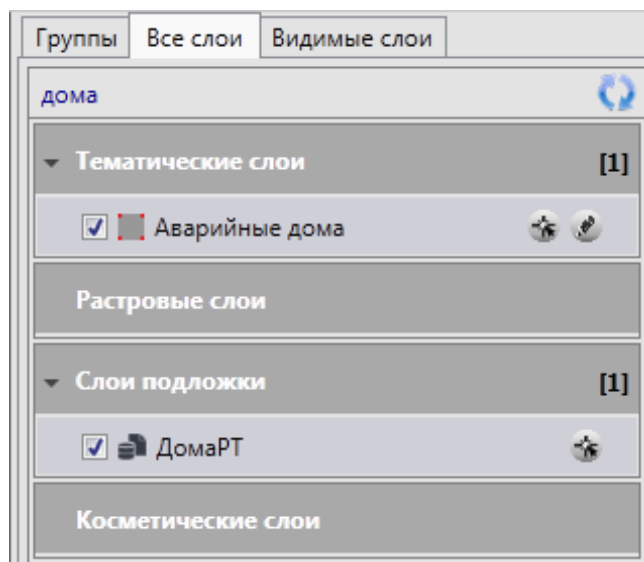 Группы Все слои Видимые слои
дома
Тематические слои [1]
Аварийные дома
Растровые слои
Слои подложки [1]
ДомаРТ
Косметические слои